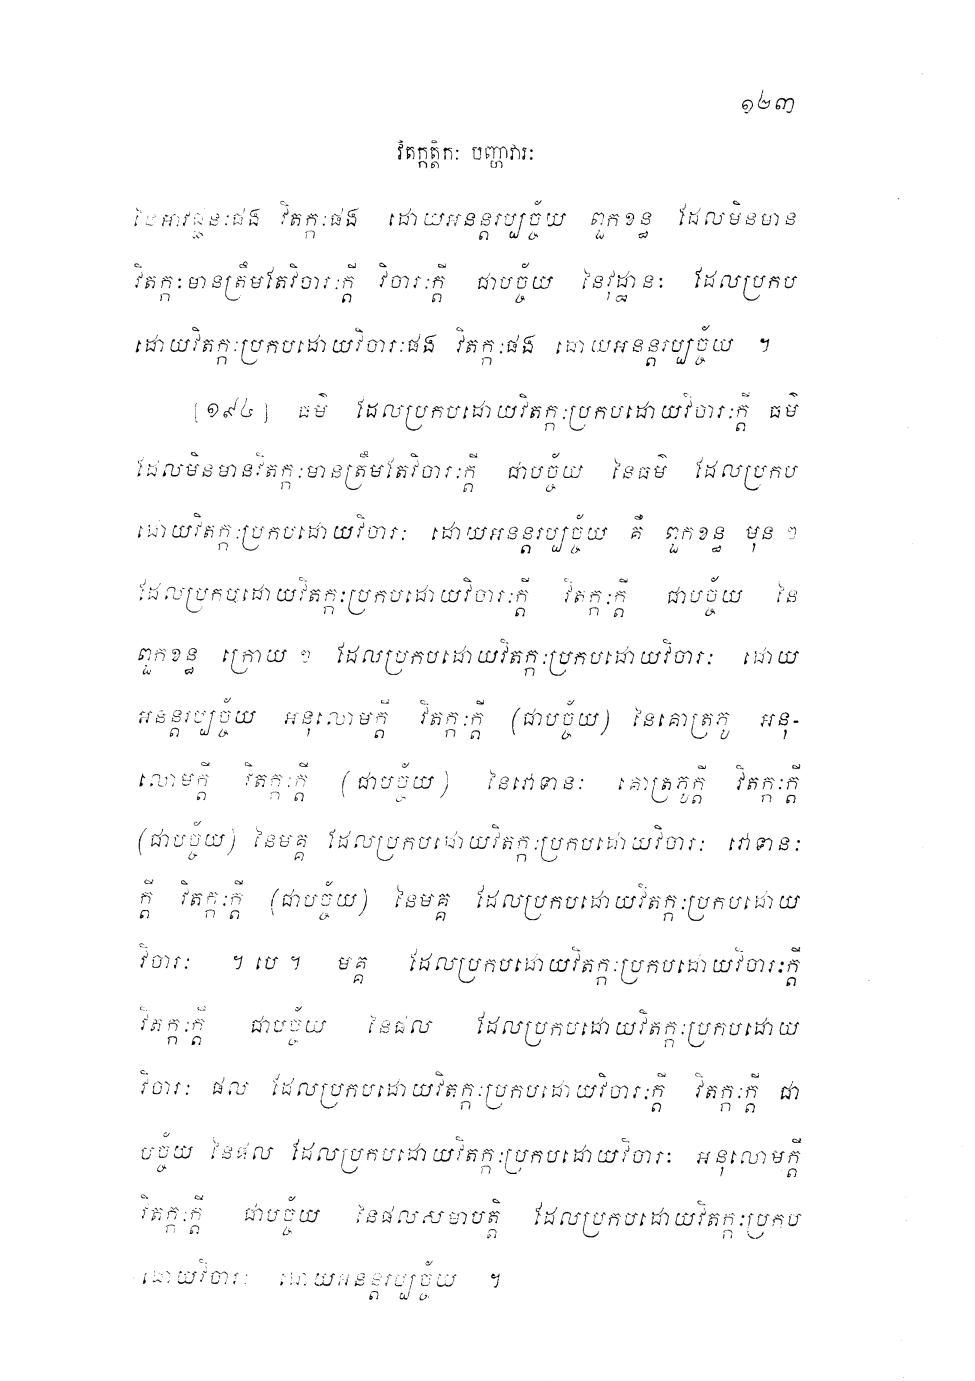 ១២៣
វិតក្កត្តិកៈ បញ្ហាវារៈ
នៃអាវជ្ជនៈផង វិតក្កៈផង ដោយអនន្តរប្បច្ច័យ ពួកខន្ធ ដែលមិនមាន
វិតក្កៈមានត្រឹមតែវិចារៈក្តី វិចារៈក្តី ជាបច្ច័យ នៃវុដ្ឋានៈ ដែលប្រកប
ដោយវិតក្កៈប្រកបដោយវិចារៈផង វិតក្កៈផង ដោយអនន្តរប្បច្ច័យ ។
[១៩៤] ធម៌ ដែលប្រកបដោយវិតក្កៈប្រកបដោយវិចារៈក្តី ធម៌
ដែលមិនមានវិតក្កៈមានត្រឹមតែវិចារៈក្តី ជាបច្ច័យ នៃធម៌ ដែលប្រកប
ដោយវិតក្កៈប្រកបដោយវិចារៈ ដោយអនន្តរប្បច្ច័យ គឺ ពួកខន្ធ មុន ៗ
ដែលប្រកបដោយវិតក្កៈប្រកបដោយវិចារៈក្តី វិតក្កៈក្តី ជាបច្ច័យ នៃ
ពួកខន្ធ ក្រោយ ៗ ដែលប្រកបដោយវិតក្កៈប្រកបដោយវិចារៈ ដោយ
អនន្តរប្បច្ច័យ អនុលោមក្តី វិតក្កៈក្តី (ជាបច្ច័យ) នៃគោត្រភូ អនុ-
លោមក្តី វិតក្កៈក្តី (ជាបច្ច័យ) នៃវោទានៈ គោត្រភូក្តី វិតក្កៈក្តី
(ជាបច្ច័យ) នៃមគ្គ ដែលប្រកបដោយវិតក្កៈប្រកបដោយវិចារៈ វោទានៈ
ក្តី វិតក្កៈក្តី (ជាបច្ច័យ) នៃមគ្គ ដែលប្រកបដោយវិតក្កៈប្រកបដោយ
វិចារៈ ។ បេ ។ មគ្គ ដែលប្រកបដោយវិតក្កៈប្រកបដោយវិចារៈក្តី
វិតក្កៈក្តី ជាបច្ច័យ នៃផល ដែលប្រកបដោយវិតក្កៈប្រកបដោយ
វិចារៈ ផល ដែលប្រកបដោយវិតក្កៈប្រកបដោយវិចារៈក្តី វិតក្កៈក្តី ជា
បច្ច័យ នៃផល ដែលប្រកបដោយវិតក្កៈប្រកបដោយវិចារៈ អនុលោមក្តី
វិតក្កៈក្តី ជាបច្ច័យ នៃផលសមាបត្តិ ដែលប្រកបដោយវិតក្កៈប្រកប
ដោយវិចារៈ ដោយអនន្តរប្បច្ច័យ ។